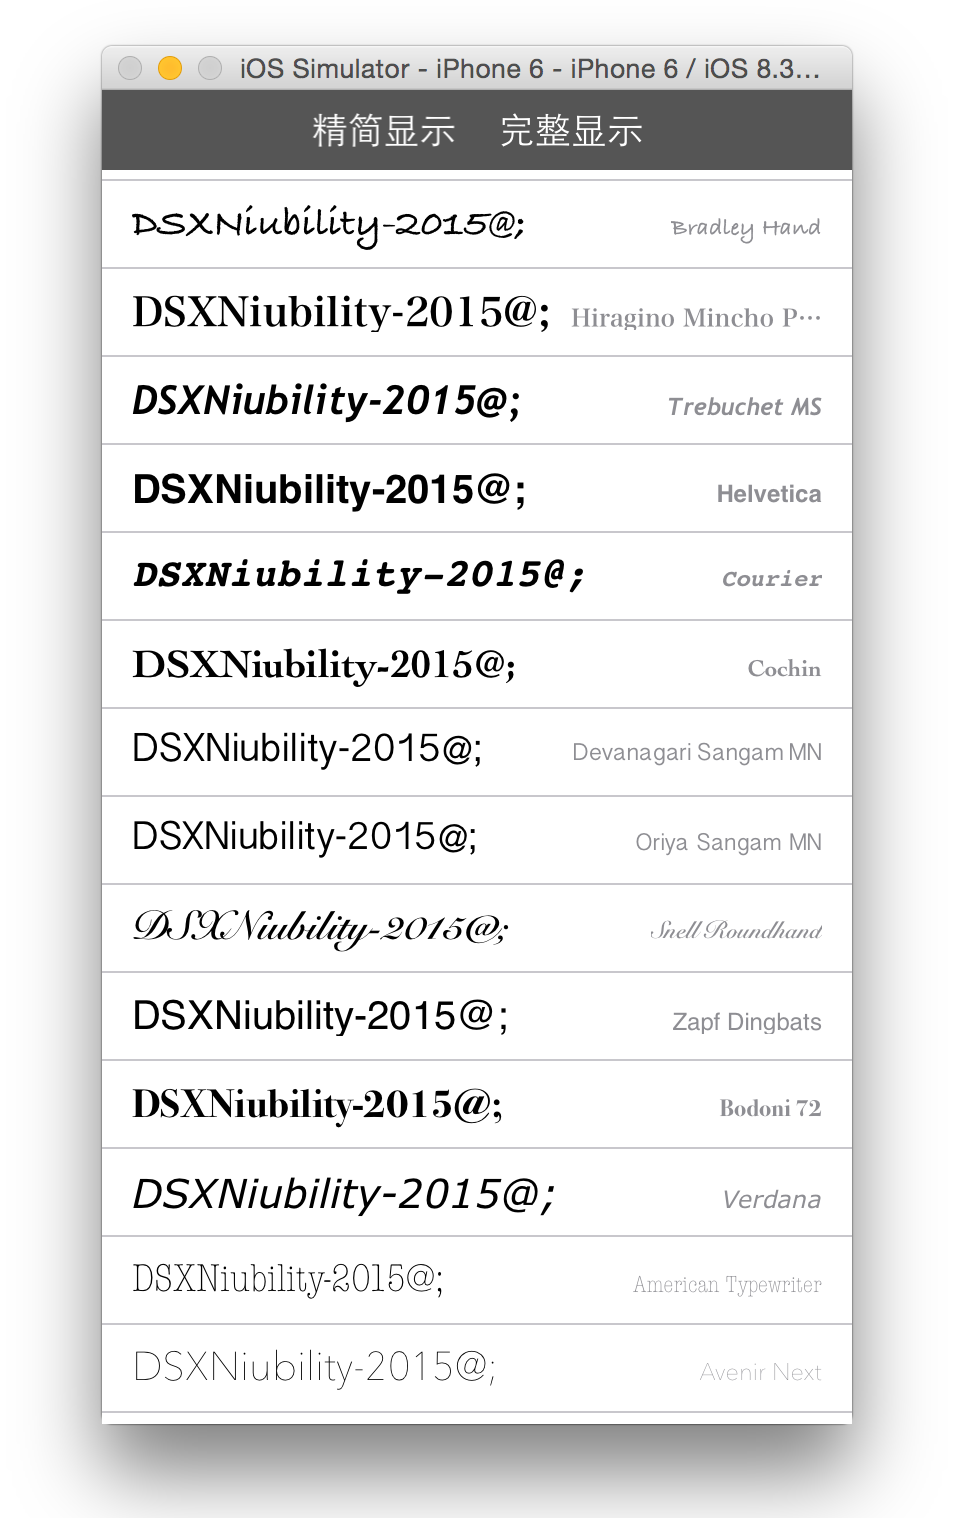 iOS Simulator - iPhone 6 - iPhone 6 / iOS 8.3...
精简显示 完整显示
DSXNiubility-2015@; Bradley Hand
DSXNiubility-2015@; Hiragino Mincho P···
DSXNiubility-2015@; Trebuchet MS
DSXNiubility-2015@; Helvetica
DSXNiubility-2015@; Courier
DSXNiubility-2015@; Cochin
DSXNiubility-2015@; Devanagari Sangam MN
DSXNiubility-2015@; Oriya Sangam MN
DSXNiubility-2015@; Snell Roundhand
DSXNiubility-2015@; Zapf Dingbats
DSXNiubility-2015@; Bodoni 72
DSXNiubility-2015@; Verdana
DSXNiubility-2015@; American Typewriter
DSXNiubility-2015@; Avenir Next